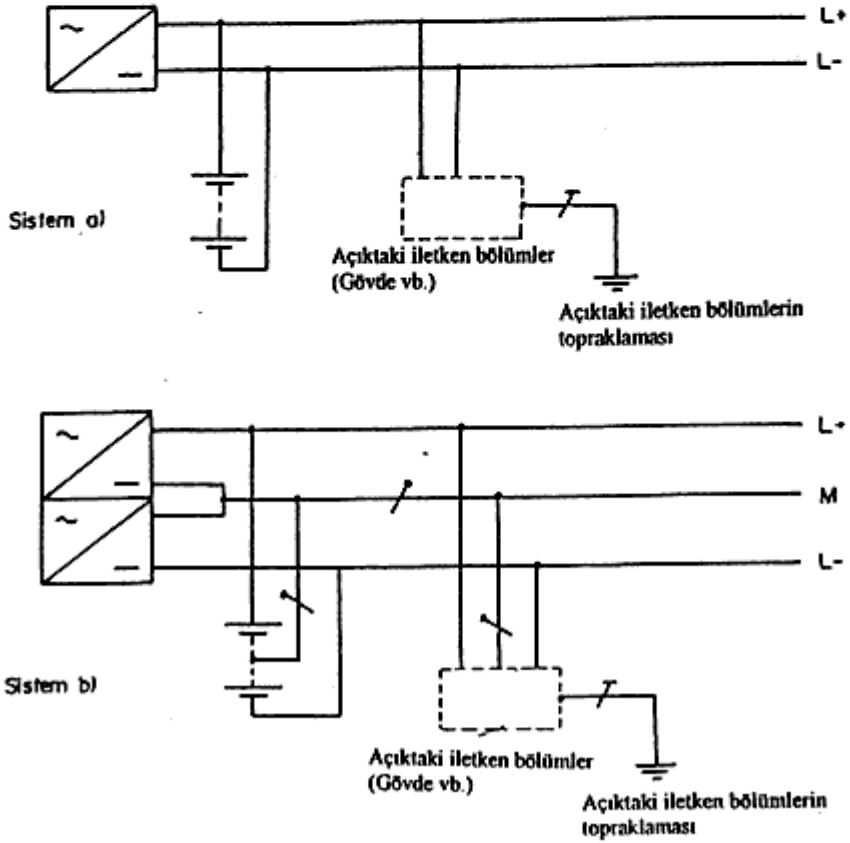 L+
L-
Sistem a)
Açıktaki iletken bölümler
(Gövde vb.)
Açıktaki iletken bölümlerin
topraklaması
L+
M
L-
Sistem b)
Açıktaki iletken bölümler
(Gövde vb.)
Açıktaki iletken bölümlerin
topraklaması